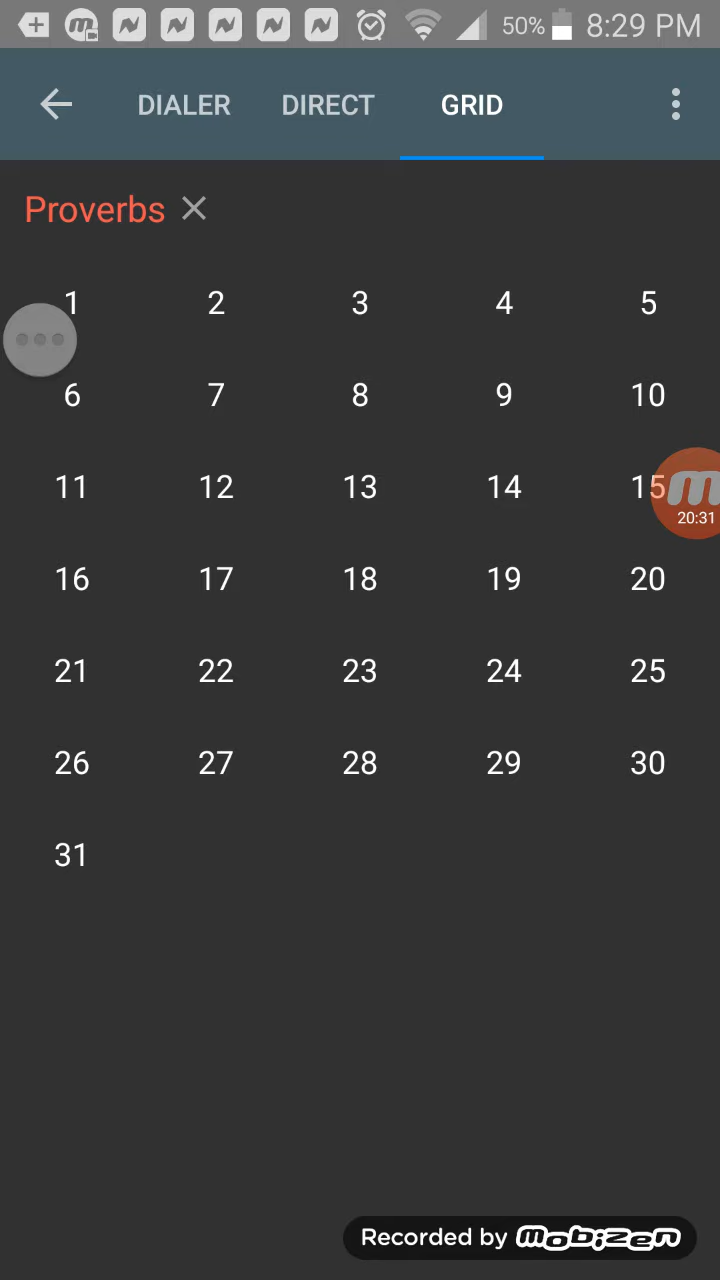 50% 8:29 PM
DIALER DIRECT GRID
Proverbs
1 2 3 4 5
6 7 8 9 10
11 12 13 14 15
20:31
16 17 18 19 20
21 22 23 24 25
26 27 28 29 30
31
Recorded by mobizen